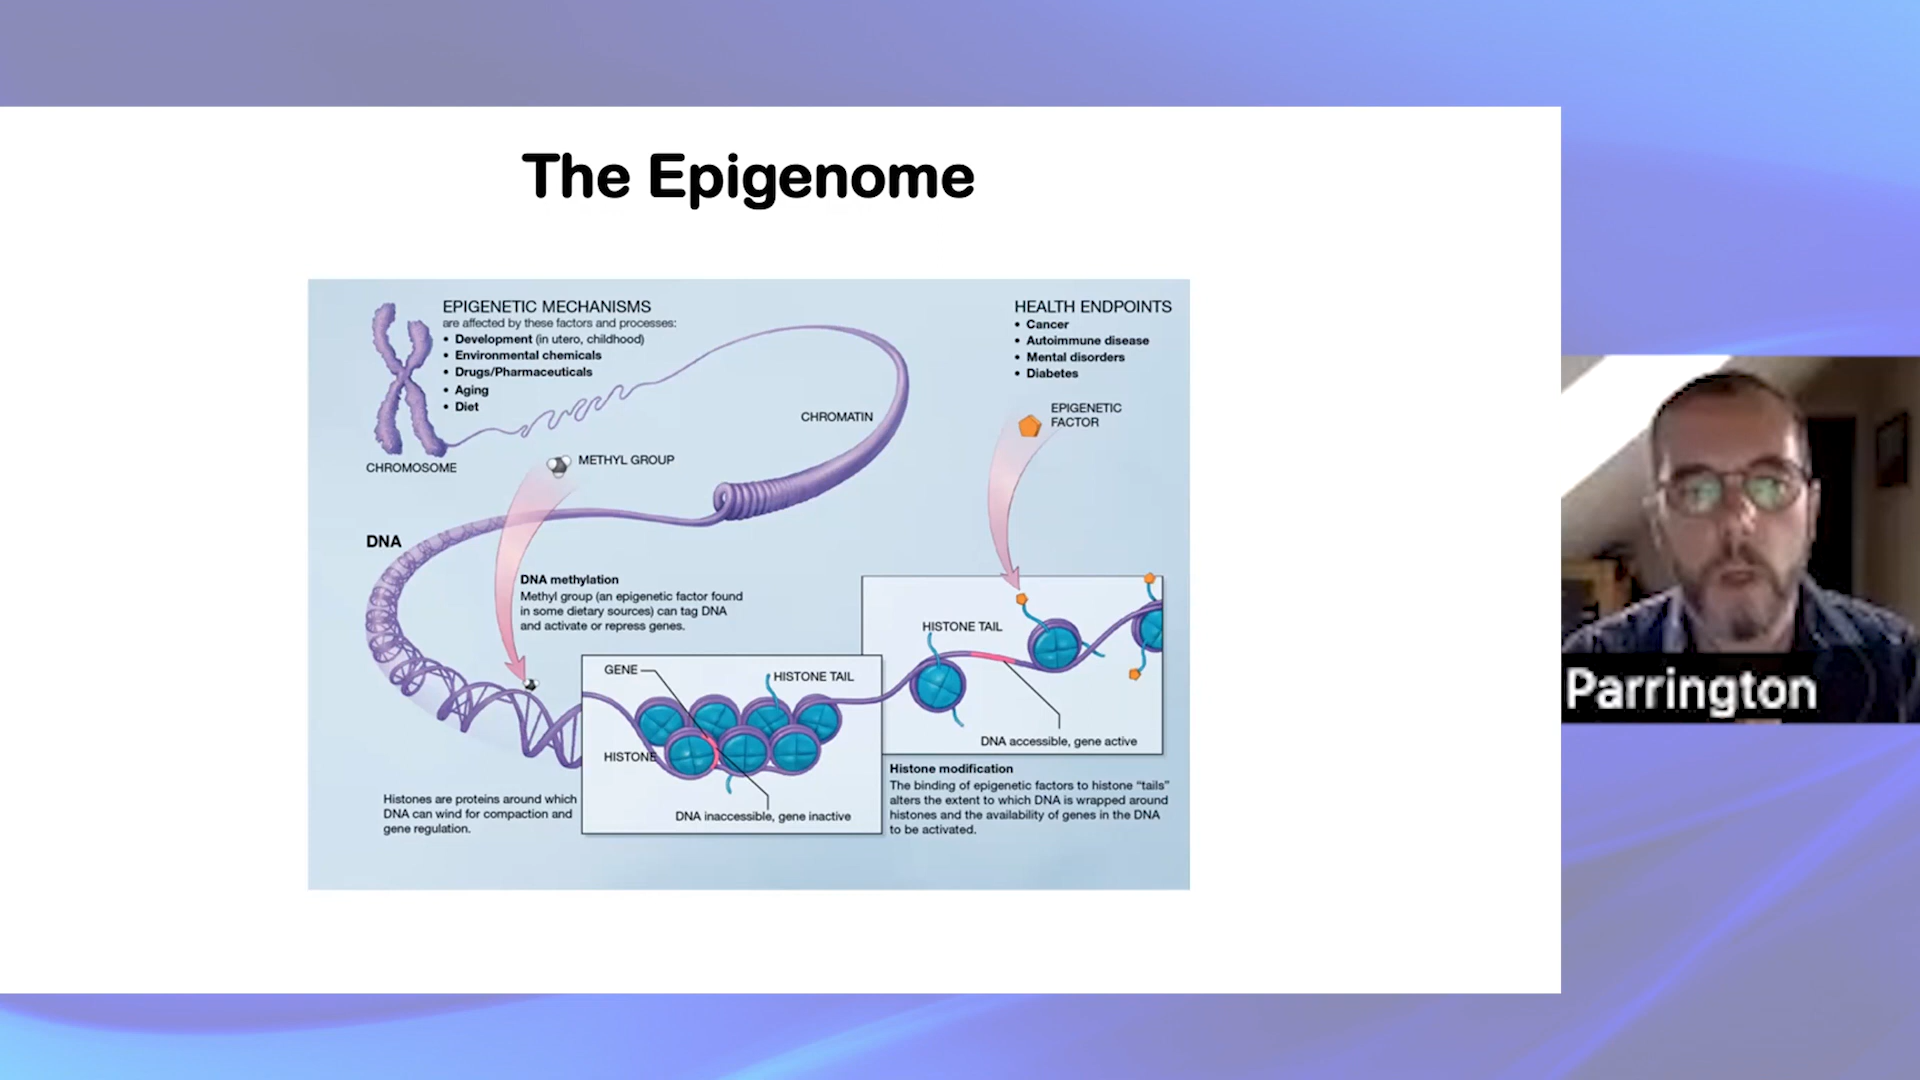 The Epigenome
EPIGENETIC MECHANISMS
are affected by these factors and processes:
• Development (in utero, childhood)
• Environmental chemicals
• Drugs/Pharmaceuticals
• Aging
• Diet
HEALTH ENDPOINTS
• Cancer
• Autoimmune disease
• Mental disorders
• Diabetes
EPIGENETIC
FACTOR
CHROMATIN
CHROMOSOME
METHYL GROUP
DNA
DNA methylation
Methyl group (an epigenetic factor found
in some dietary sources) can tag DNA
and activate or repress genes.
HISTONE TAIL
GENE
HISTONE TAIL
HISTONE
DNA inaccessible, gene inactive
DNA accessible, gene active
Histones are proteins around which
DNA can wind for compaction and
gene regulation.
Histone modification
The binding of epigenetic factors to histone “tails”
alters the extent to which DNA is wrapped around
histones and the availability of genes in the DNA
to be activated.
Parrington